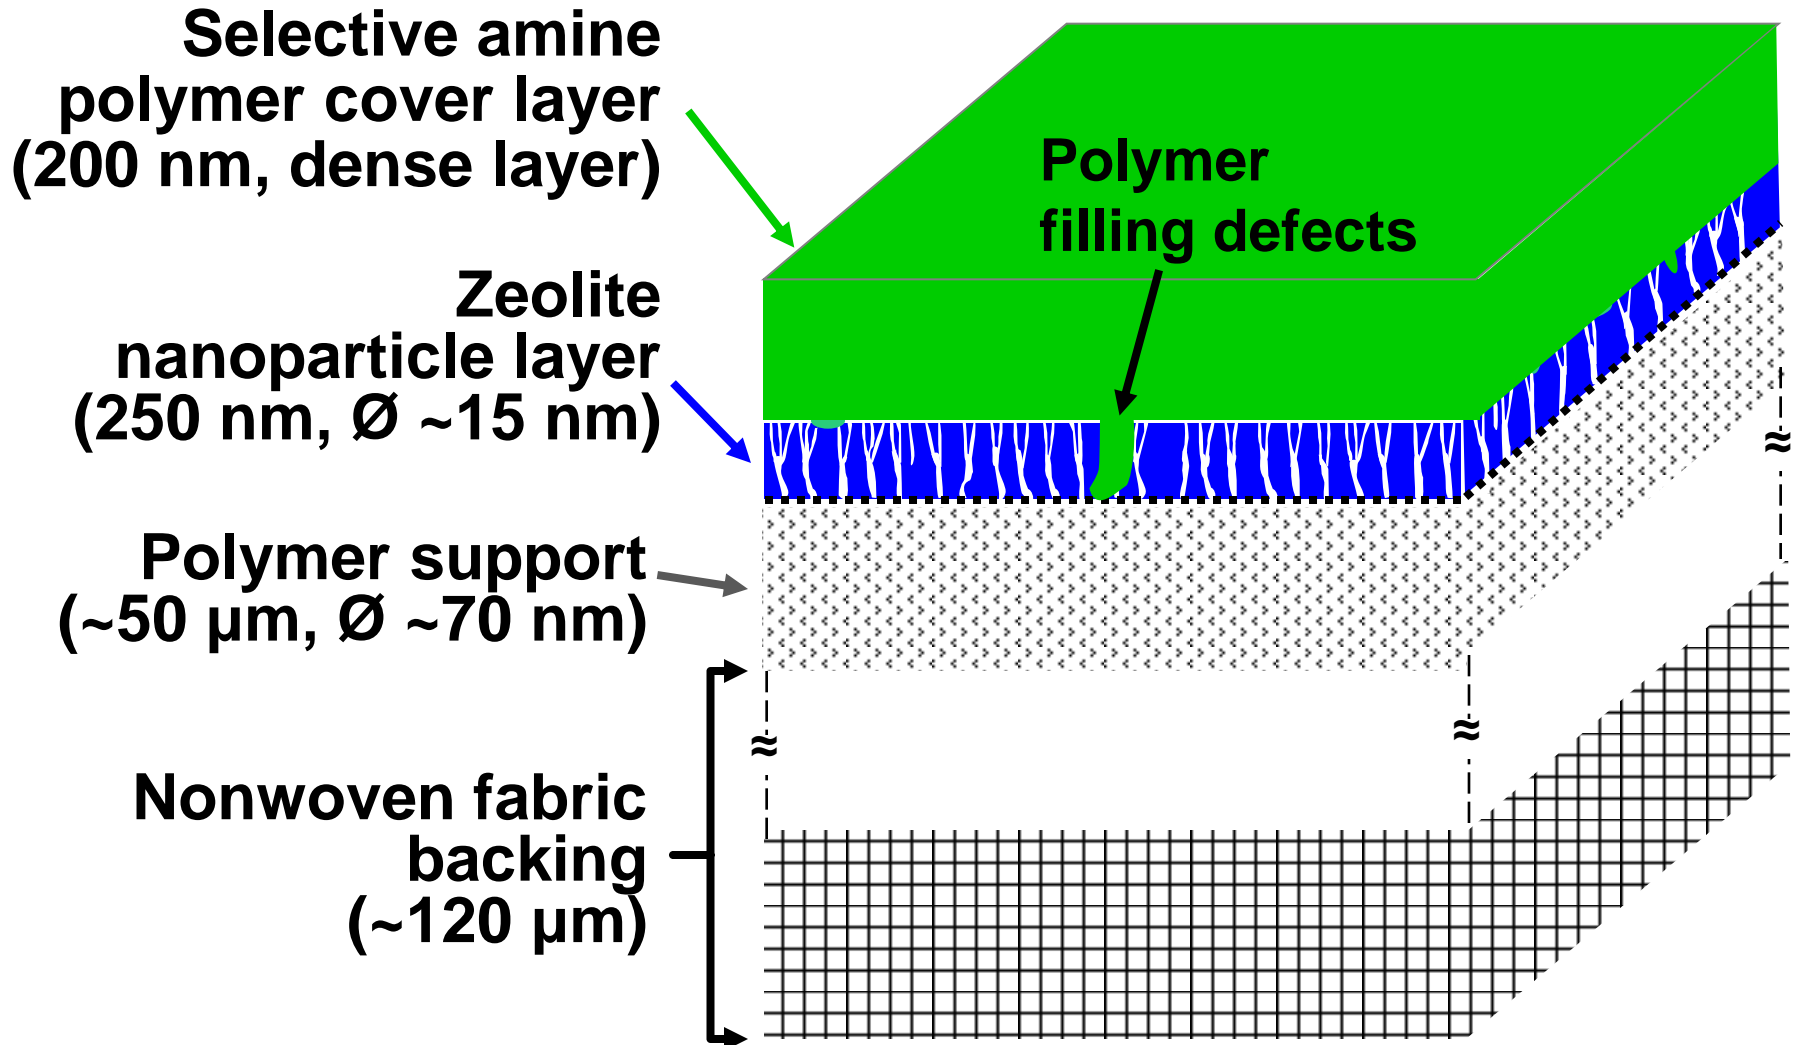 Selective amine
polymer cover layer
(200 nm, dense layer)
Polymer
filling defects
Zeolite
nanoparticle layer
(250 nm, Ø ~15 nm)
Polymer support
(~50 µm, Ø ~70 nm)
Nonwoven fabric
backing
(~120 µm)
≈
≈
≈